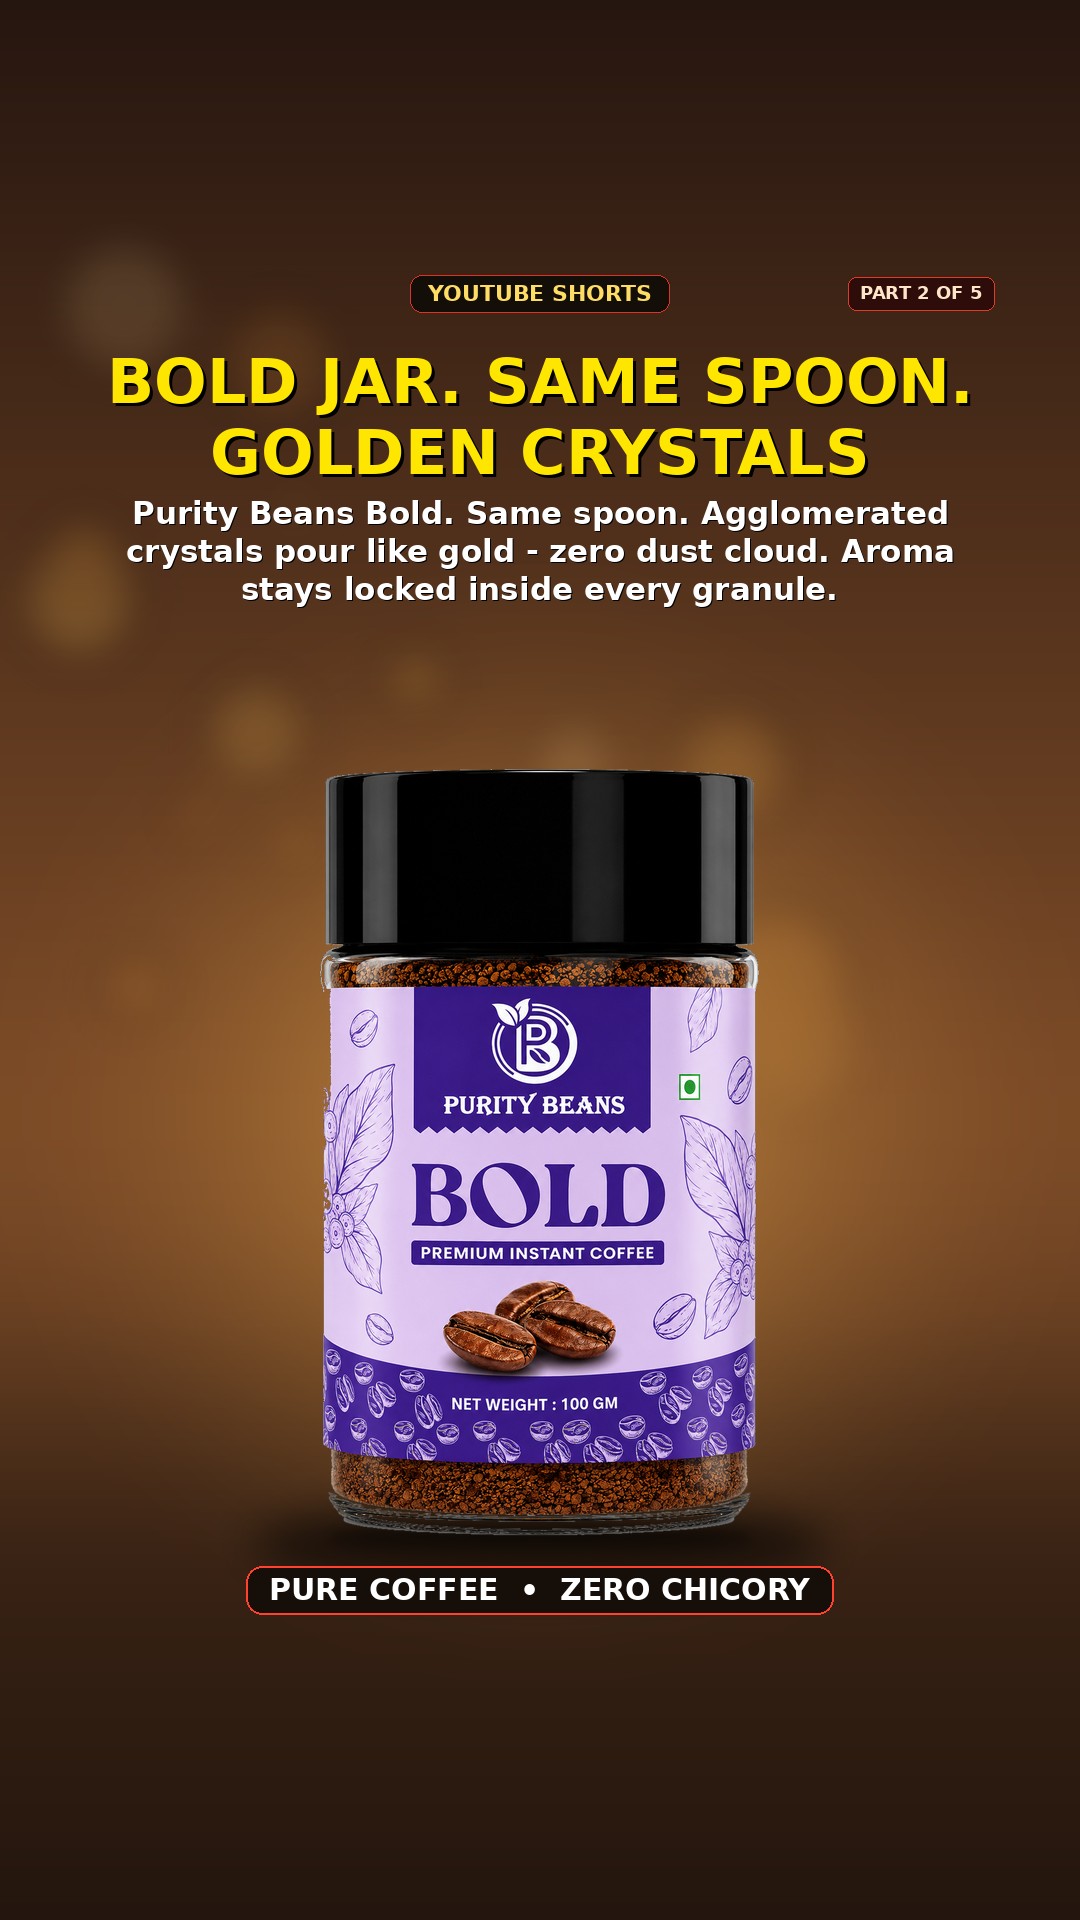 YOUTUBE SHORTS
PART 2 OF 5
BOLD JAR. SAME SPOON.
GOLDEN CRYSTALS
Purity Beans Bold. Same spoon. Agglomerated
crystals pour like gold - zero dust cloud. Aroma
stays locked inside every granule.
B
PURITY BEANS
BOLD
PREMIUM INSTANT COFFEE
NET WEIGHT : 100 GM
PURE COFFEE • ZERO CHICORY